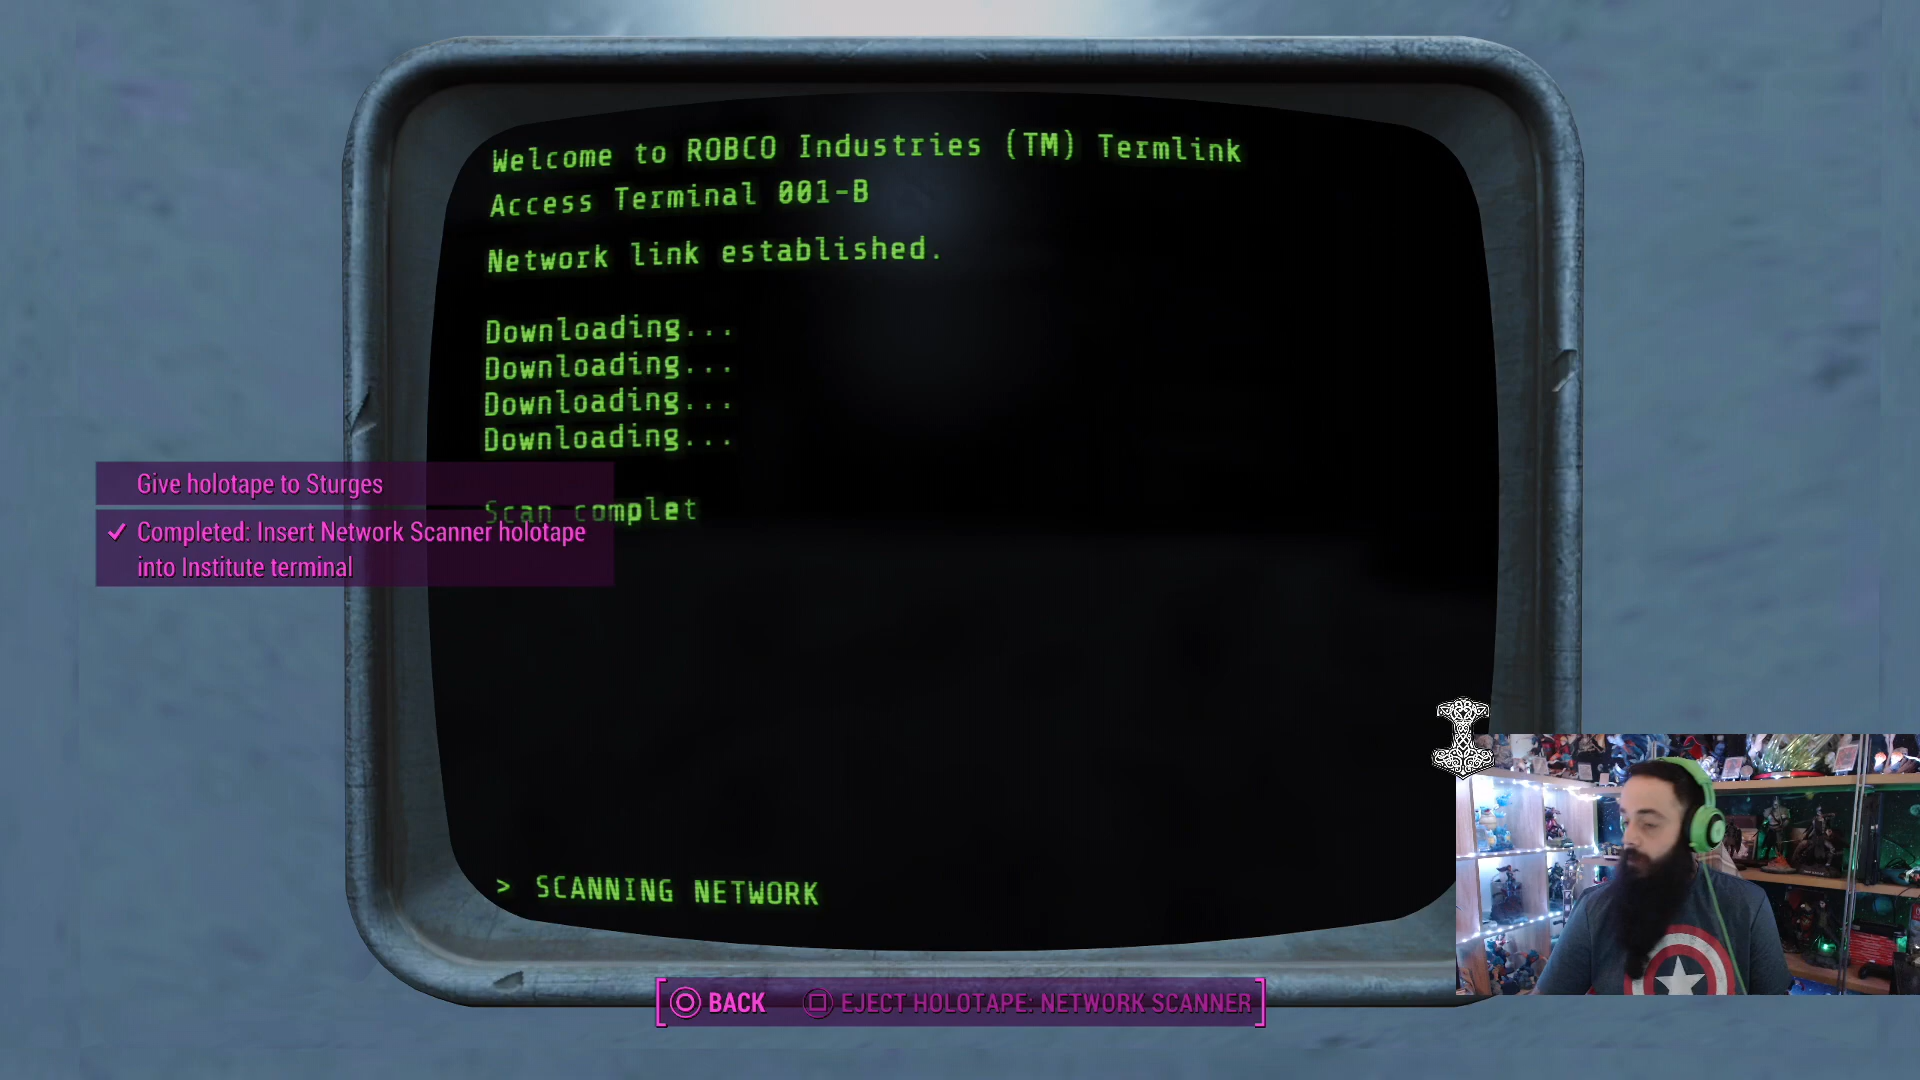 Welcome to ROBCO Industries (TM) Termlink
Access Terminal 001-B
Network link established.
Downloading...
Downloading...
Downloading...
Downloading...
Give holotape to Sturges
Scan complet
✓ Completed: Insert Network Scanner holotape
into Institute terminal
> SCANNING NETWORK
BACK EJECT HOLOTAPE: NETWORK SCANNER